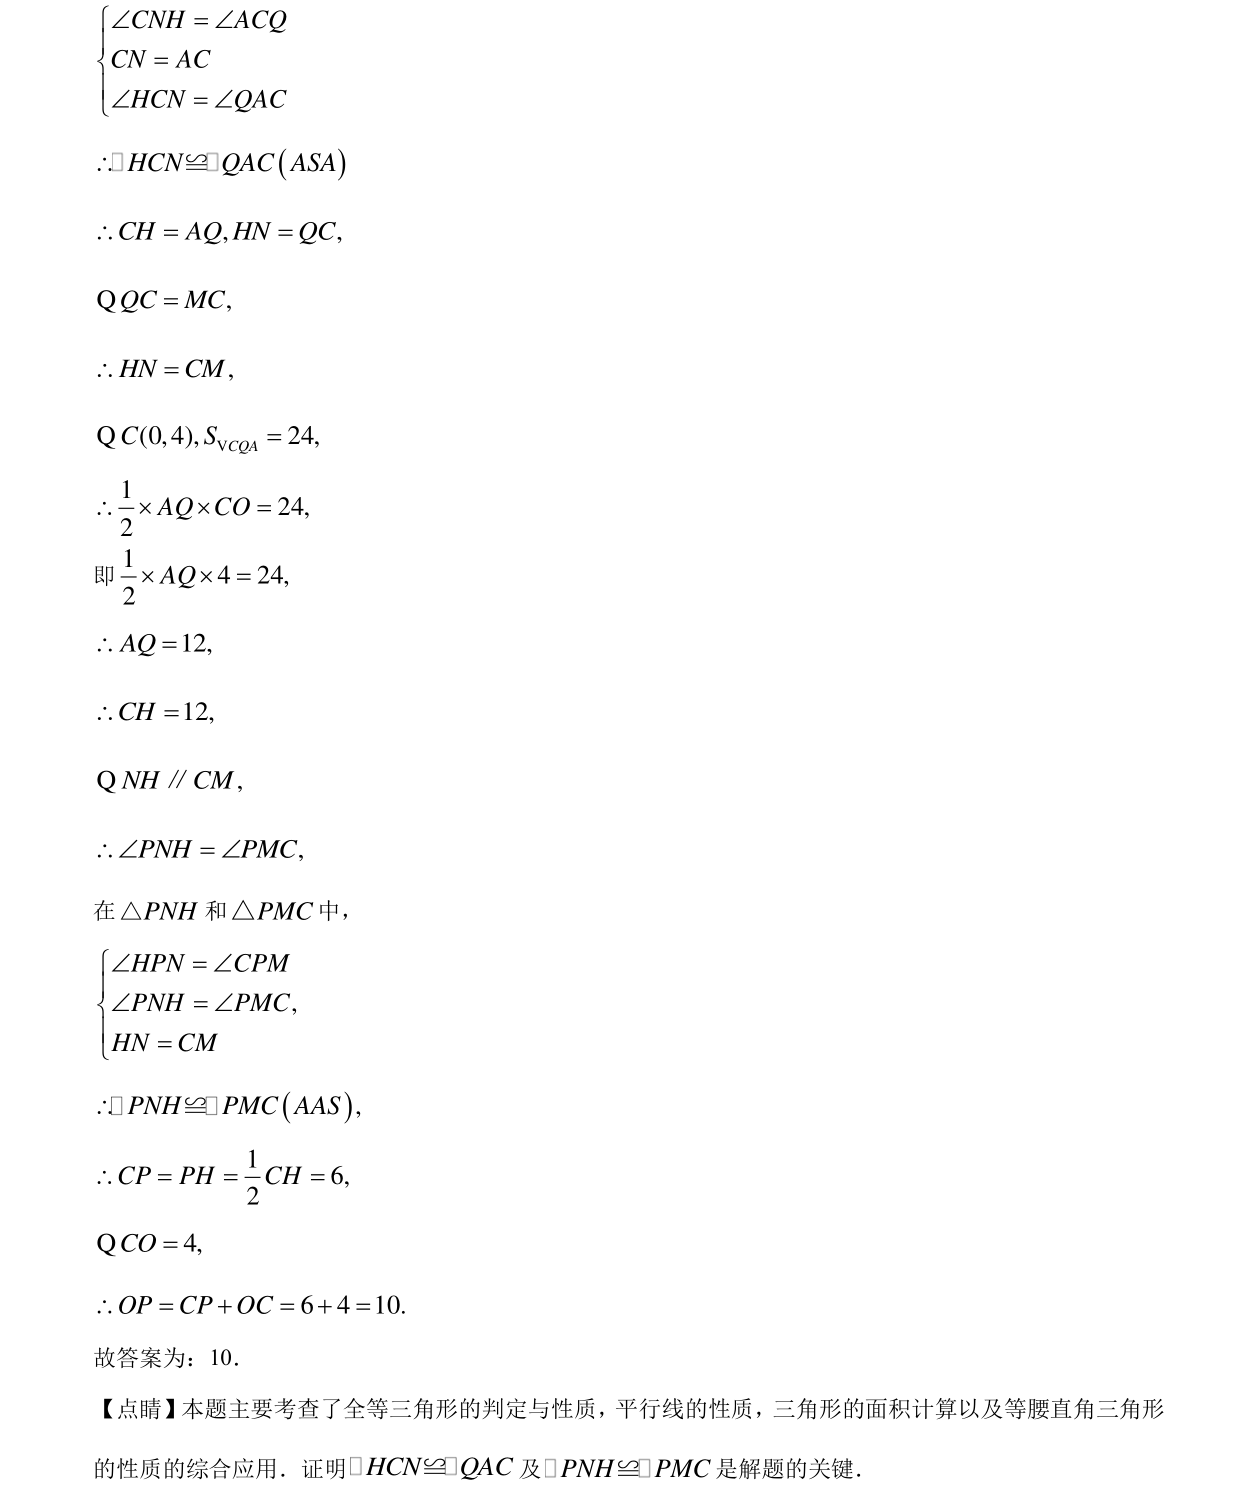 ∠CNH = ∠ACQ
CN = AC
∠HCN = ∠QAC
∴□HCN≌□QAC(ASA)
∴CH = AQ, HN = QC,
Q QC = MC,
∴HN = CM,
Q C(0,4), S_VCQA = 24,
∴1/2×AQ×CO = 24,
即1/2×AQ×4 = 24,
∴AQ = 12,
∴CH = 12,
Q NH // CM,
∴∠PNH = ∠PMC,
在△PNH 和△PMC 中,
∠HPN = ∠CPM
∠PNH = ∠PMC,
HN = CM
∴□PNH≌□PMC(AAS),
∴CP = PH = 1/2CH = 6,
Q CO = 4,
∴OP = CP + OC = 6 + 4 = 10.
故答案为：10．
【点睛】本题主要考查了全等三角形的判定与性质，平行线的性质，三角形的面积计算以及等腰直角三角形
的性质的综合应用．证明□HCN≌□QAC 及□PNH≌□PMC 是解题的关键．